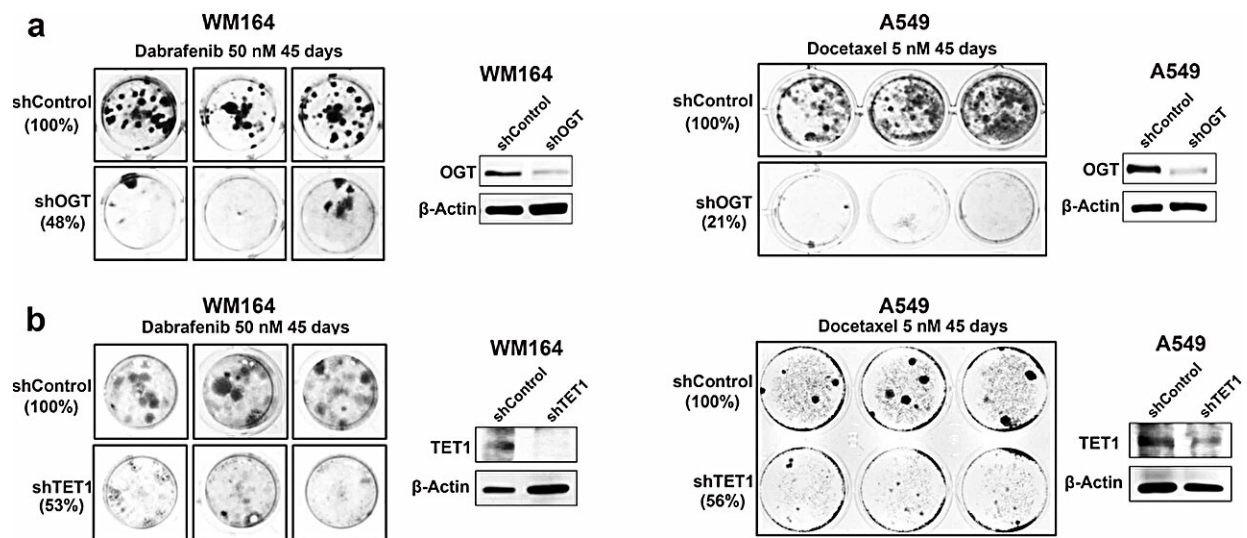 a
WM164
Dabrafenib 50 nM 45 days
shControl
(100%)
shOGT
(48%)
WM164
shControl
shOGT
OGT
β-Actin
A549
Docetaxel 5 nM 45 days
shControl
(100%)
shOGT
(21%)
A549
shControl
shOGT
OGT
β-Actin
b
WM164
Dabrafenib 50 nM 45 days
shControl
(100%)
shTET1
(53%)
WM164
shControl
shTET1
TET1
β-Actin
A549
Docetaxel 5 nM 45 days
shControl
(100%)
shTET1
(56%)
A549
shControl
shTET1
TET1
β-Actin